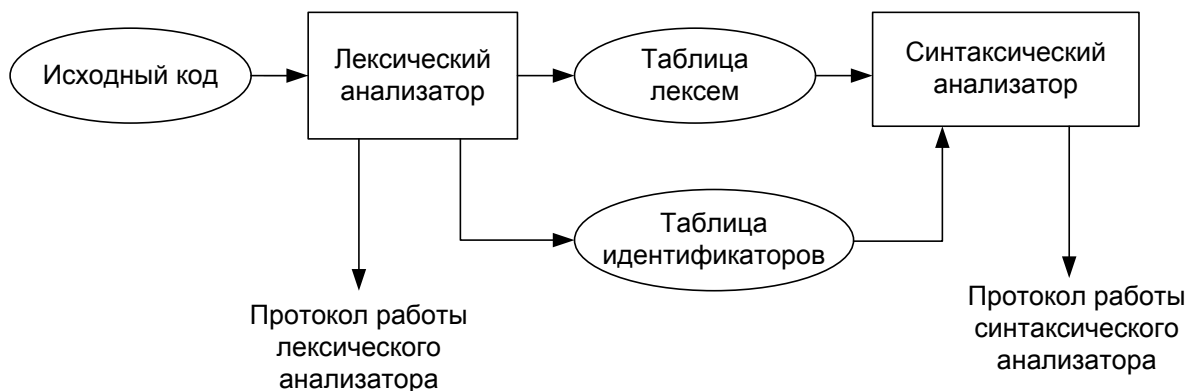 Исходный код
Лексический
анализатор
Таблица
лексем
Синтаксический
анализатор
Таблица
идентификаторов
Протокол работы
лексического
анализатора
Протокол работы
синтаксического
анализатора